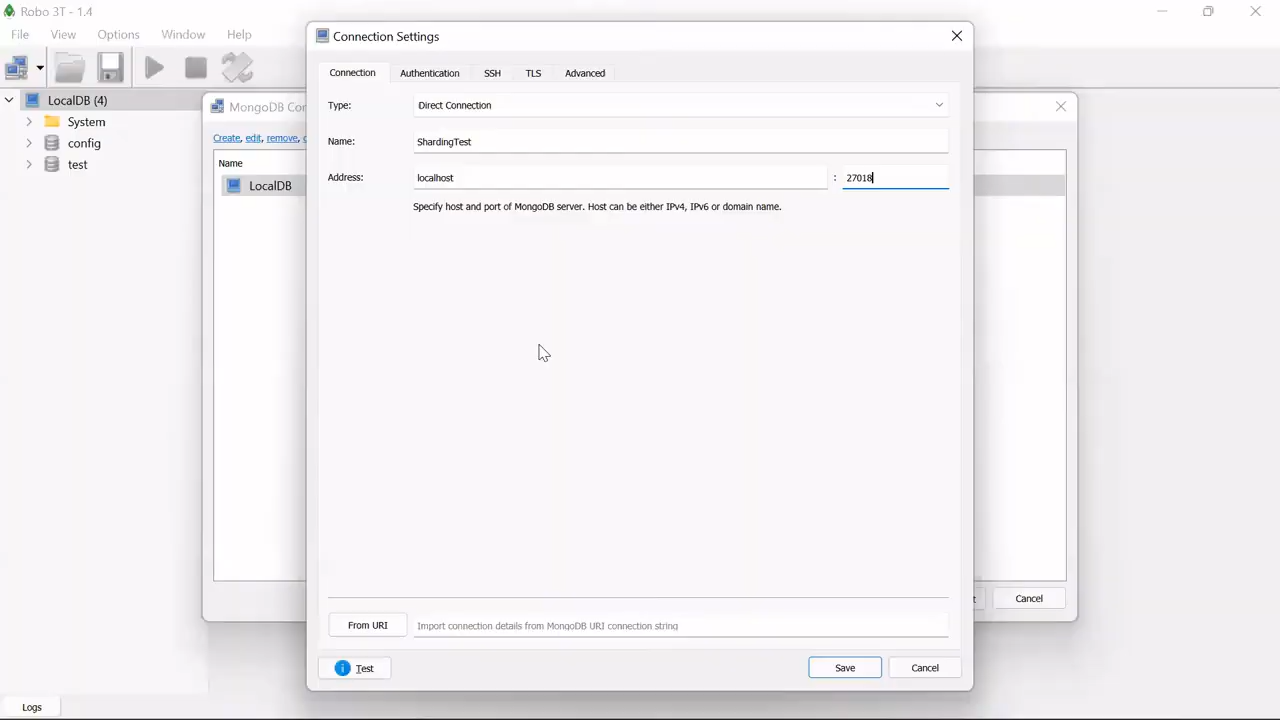 Robo 3T - 1.4
File View Options Window Help
Connection Settings
Connection Authentication SSH TLS Advanced
Type: Direct Connection
Name: ShardingTest
Address: localhost : 27018
Specify host and port of MongoDB server. Host can be either IPv4, IPv6 or domain name.
From URI Import connection details from MongoDB URI connection string
Test Save Cancel
LocalDB (4)
System
config
test
MongoDB Con
Create, edit, remove, c
Name
LocalDB
t Cancel
Logs